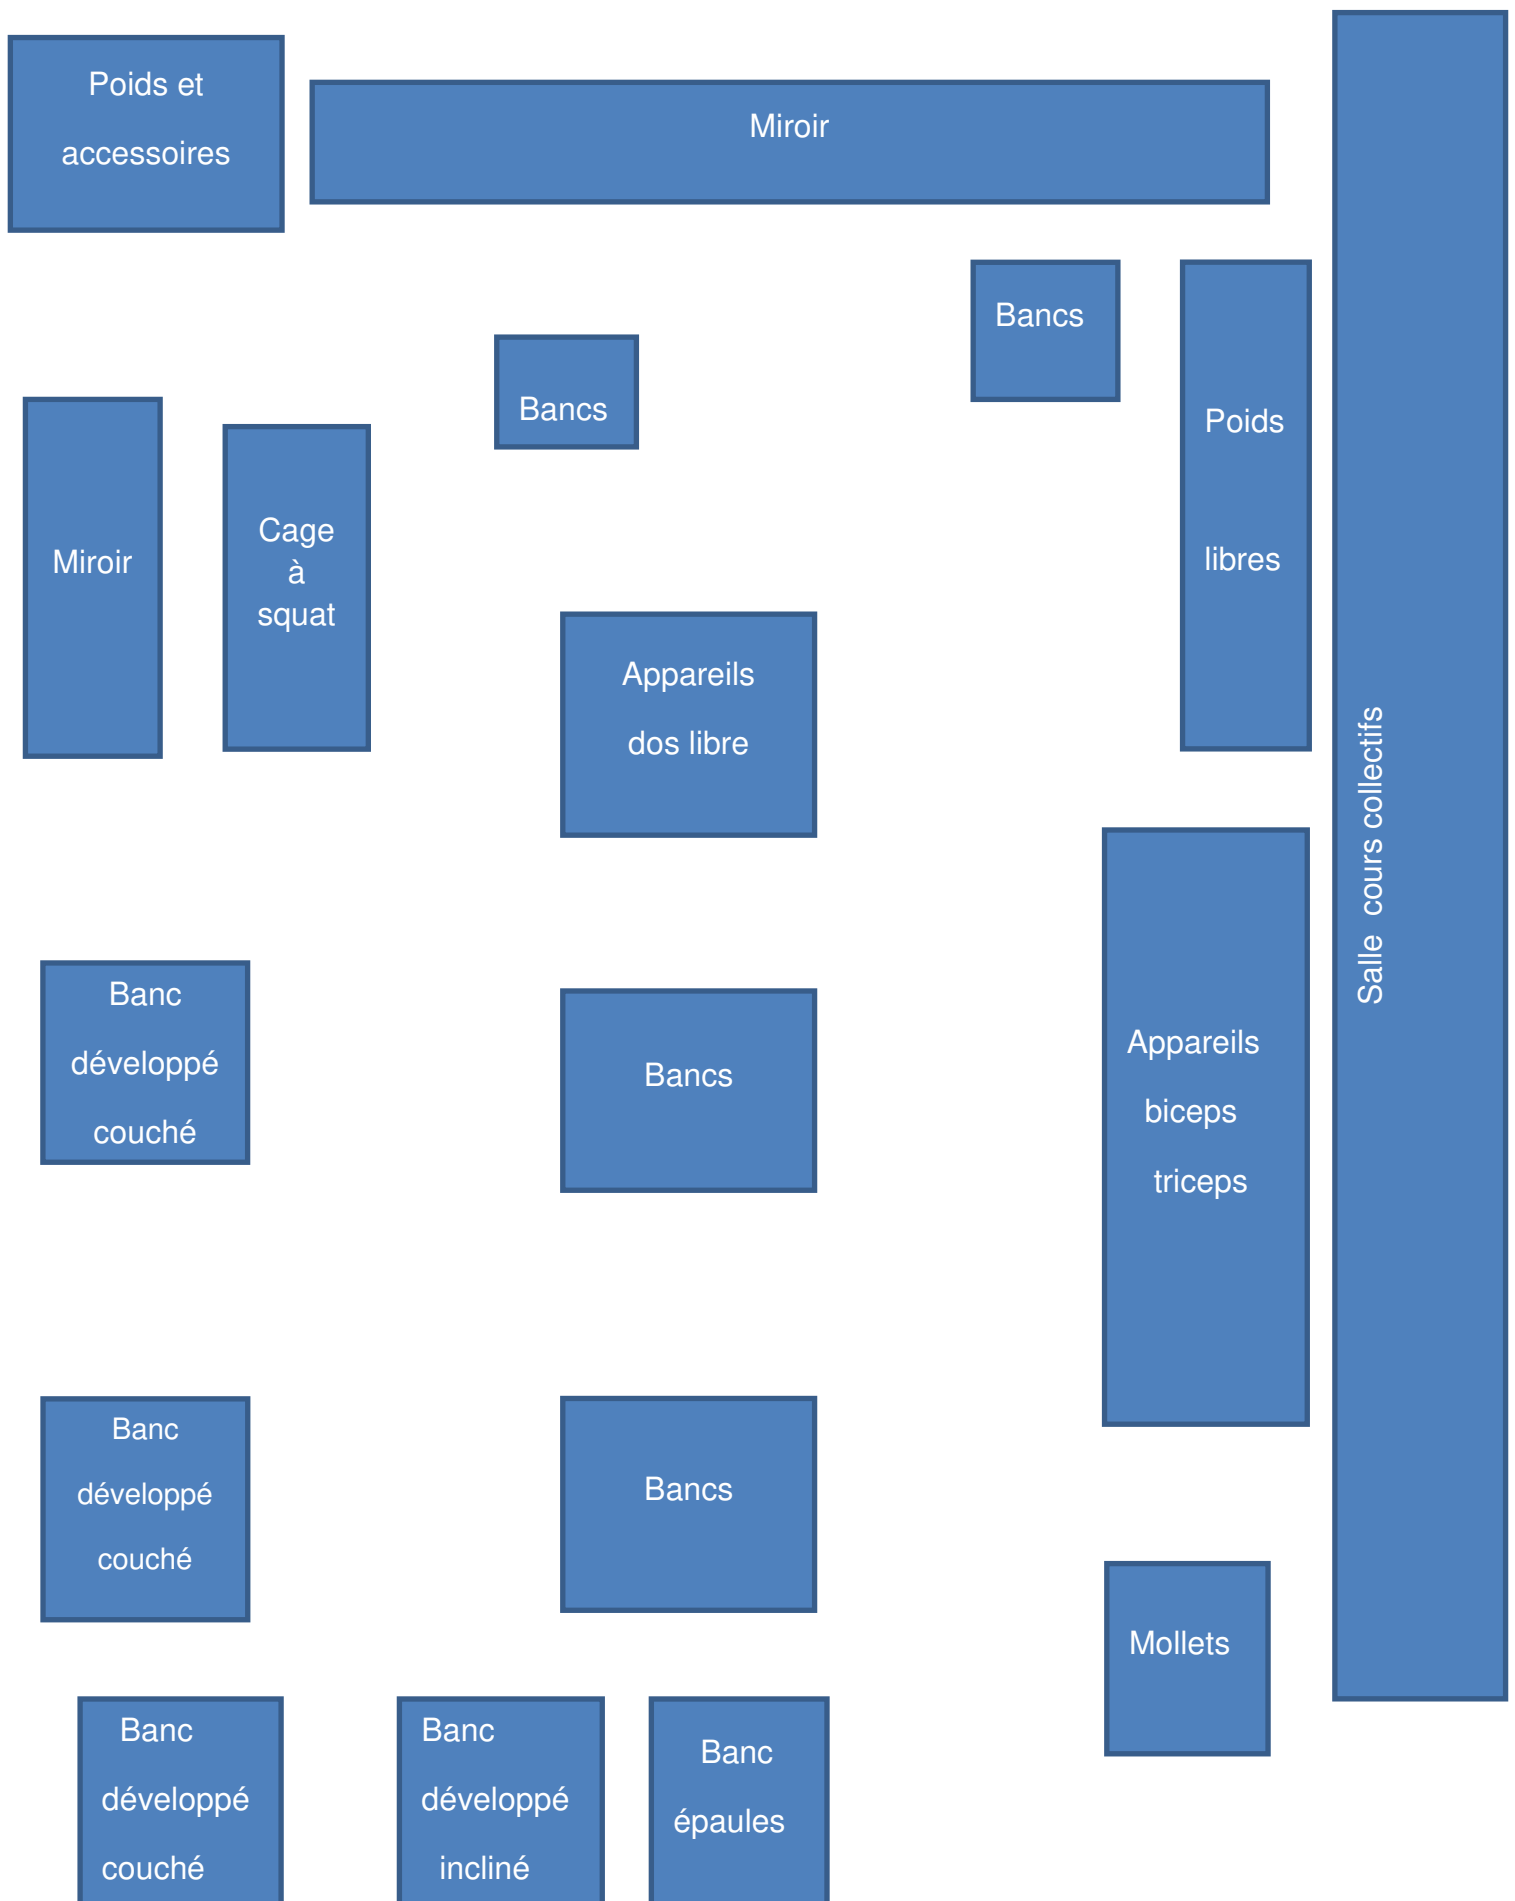 Poids et
accessoires
Miroir
Bancs
Bancs
Poids
libres
Miroir
Cage
à
squat
Appareils
dos libre
Salle cours collectifs
Banc
développé
couché
Bancs
Appareils
biceps
triceps
Banc
développé
couché
Bancs
Mollets
Banc
développé
couché
Banc
développé
incliné
Banc
épaules